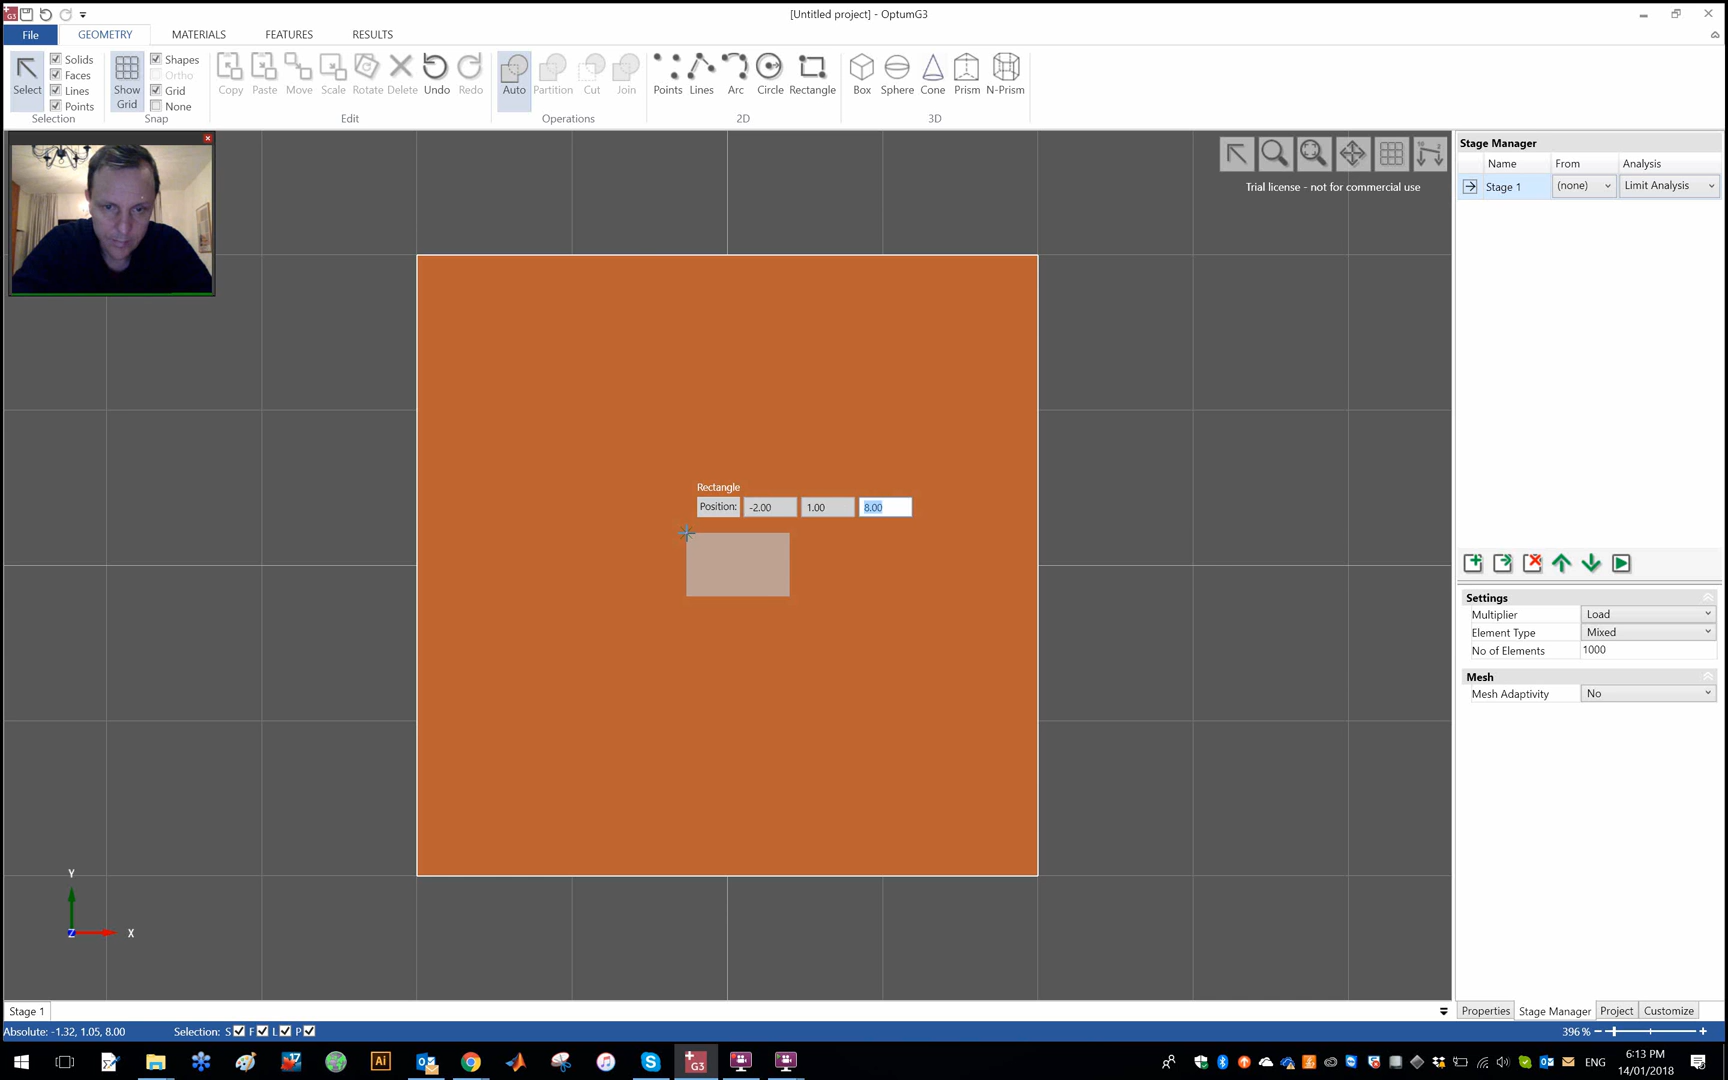 [Untitled project] - OptumG3
File GEOMETRY MATERIALS FEATURES RESULTS
Select
Solids
Faces
Lines
Points
Selection
Show Grid
Shapes
Ortho
Grid
None
Snap
Copy Paste Move Scale Rotate Delete Undo Redo
Edit
Auto Partition Cut Join
Operations
Points Lines Arc Circle Rectangle
2D
Box Sphere Cone Prism N-Prism
3D
Trial license - not for commercial use
Rectangle
Position: -2.00 1.00 8.00
Y
Z X
Stage Manager
Name From Analysis
Stage 1 (none) Limit Analysis
Settings
Multiplier Load
Element Type Mixed
No of Elements 1000
Mesh
Mesh Adaptivity No
Stage 1
Properties Stage Manager Project Customize
Absolute: -1.32, 1.05, 8.00 Selection: S F L P
396 %
G3
Ai
G3
ENG
6:13 PM
14/01/2018